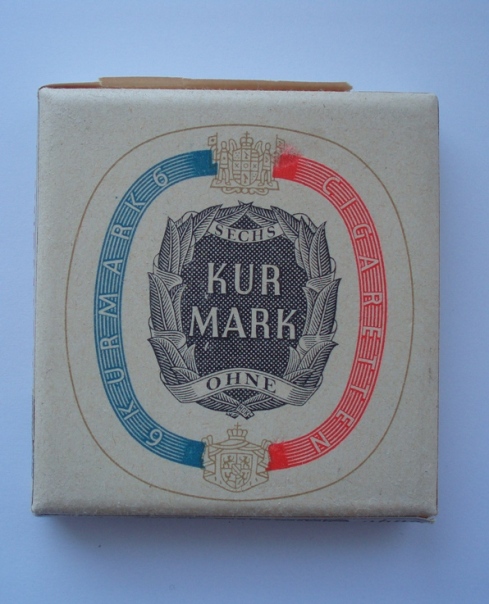 SECHS
KUR
MARK
OHNE
6 KURMARK 6
CIGARETTEN